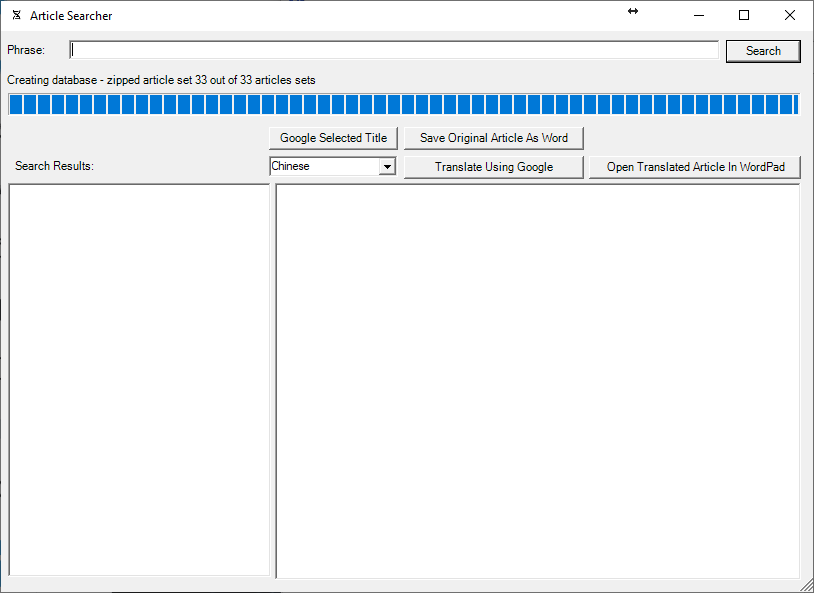 Article Searcher
Phrase:
Search
Creating database - zipped article set 33 out of 33 articles sets
Google Selected Title
Save Original Article As Word
Search Results:
Chinese
Translate Using Google
Open Translated Article In WordPad